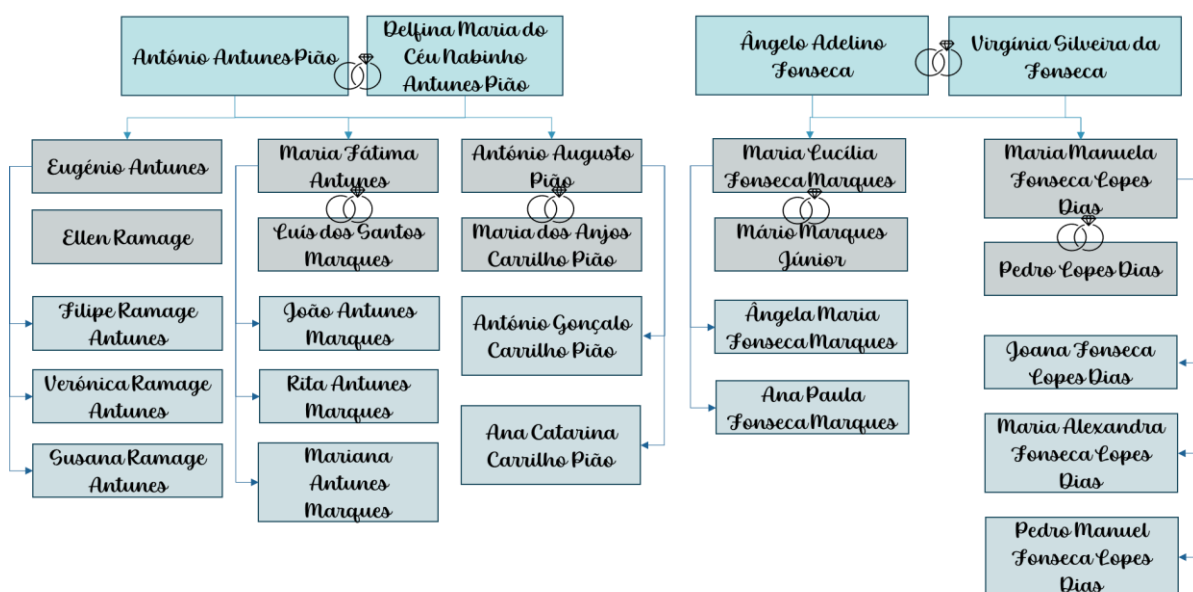 António Antunes Pião
Delfina Maria do
Céu Nabinho
Antunes Pião
Ângelo Adelino
Fonseca
Virgínia Silveira da
Fonseca
Eugénio Antunes
Ellen Ramage
Filipe Ramage
Antunes
Verónica Ramage
Antunes
Susana Ramage
Antunes
Maria Fátima
Antunes
Luís dos Santos
Marques
João Antunes
Marques
Rita Antunes
Marques
Mariana
Antunes
Marques
António Augusto
Pião
Maria dos Anjos
Carrilho Pião
António Gonçalo
Carrilho Pião
Ana Catarina
Carrilho Pião
Maria Lucília
Fonseca Marques
Mário Marques
Júnior
Ângela Maria
Fonseca Marques
Ana Paula
Fonseca Marques
Maria Manuela
Fonseca Lopes
Dias
Pedro Lopes Dias
Joana Fonseca
Lopes Dias
Maria Alexandra
Fonseca Lopes
Dias
Pedro Manuel
Fonseca Lopes
Dias